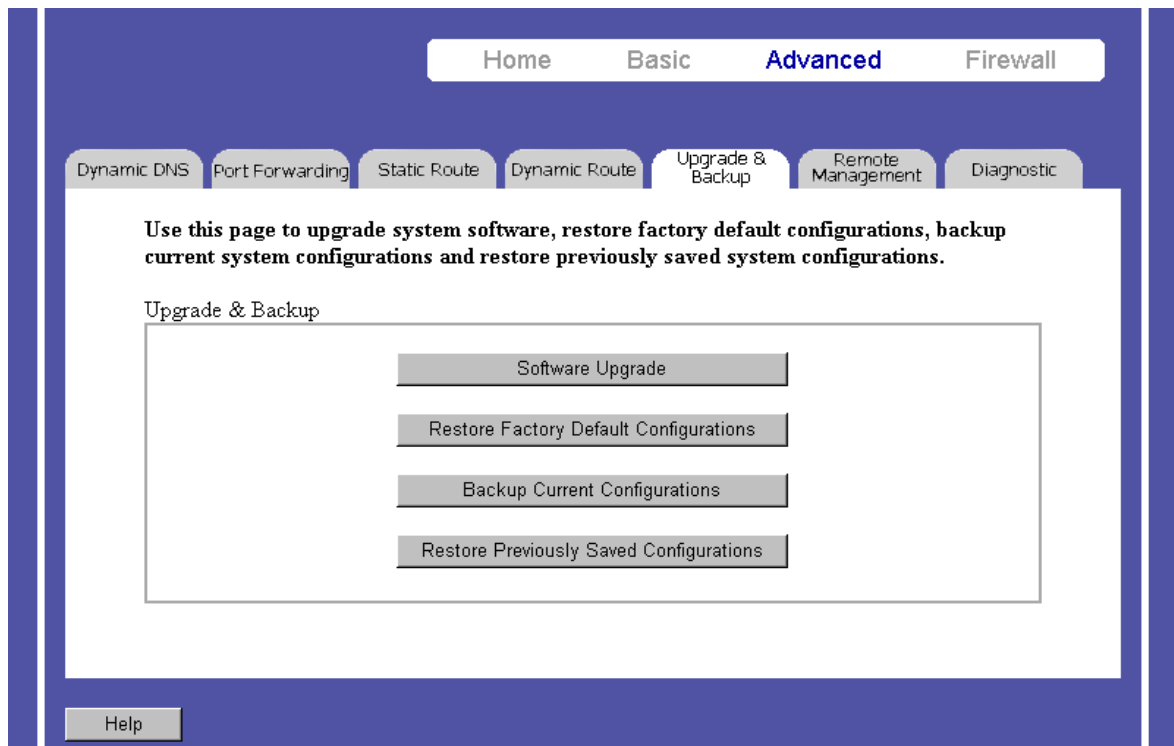 Home Basic Advanced Firewall
Dynamic DNS Port Forwarding Static Route Dynamic Route Upgrade & Backup Remote Management Diagnostic
Use this page to upgrade system software, restore factory default configurations, backup
current system configurations and restore previously saved system configurations.
Upgrade & Backup
Software Upgrade
Restore Factory Default Configurations
Backup Current Configurations
Restore Previously Saved Configurations
Help